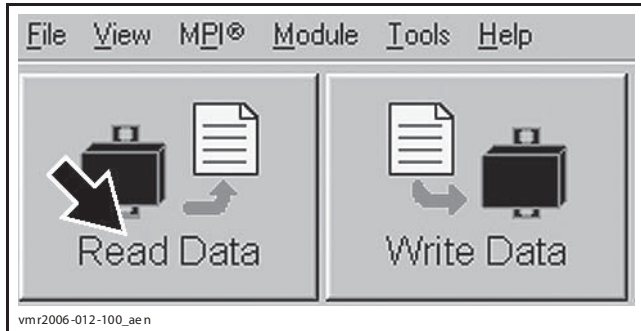 File View MPI® Module Tools Help
Read Data Write Data
vmr2006-012-100_aen